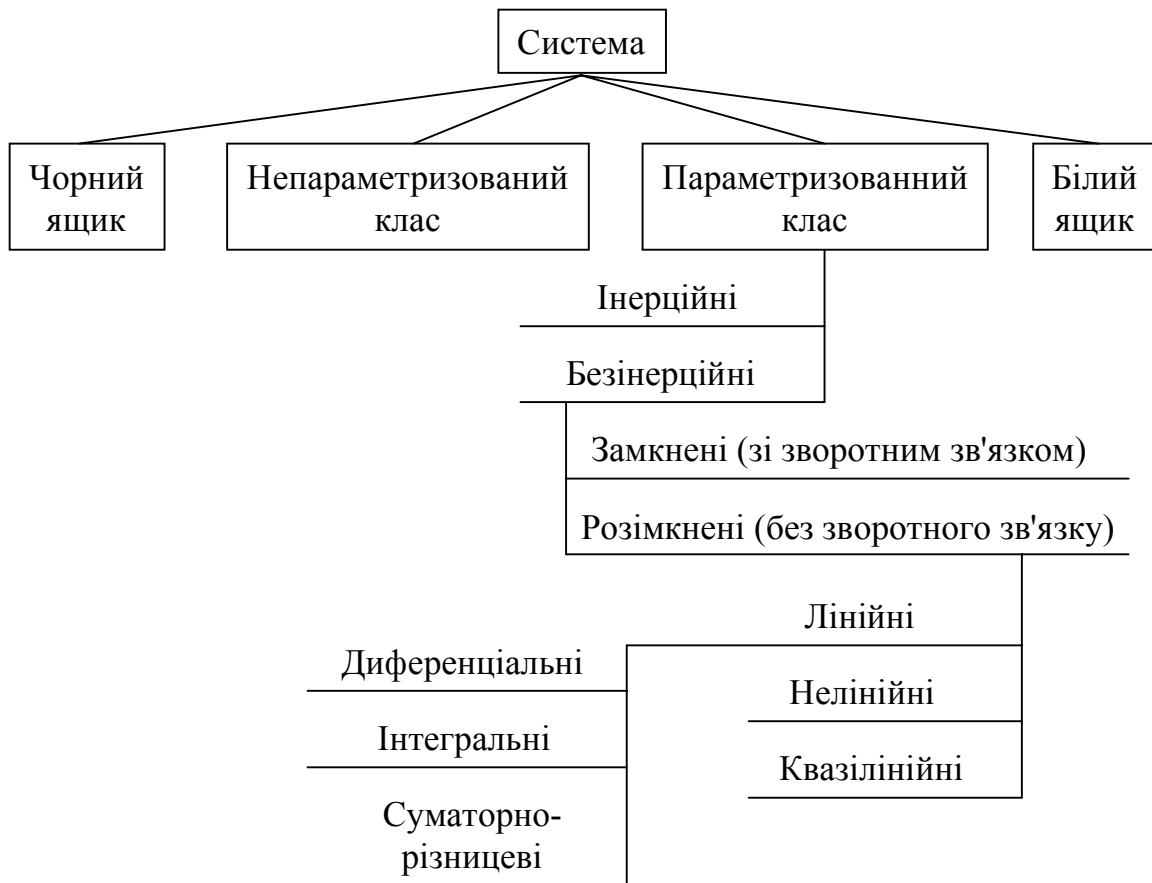 Система
Чорний
ящик
Непараметризований
клас
Параметризованний
клас
Білий
ящик
Інерційні
Безінерційні
Замкнені (зі зворотним зв'язком)
Розімкнені (без зворотного зв'язку)
Лінійні
Нелінійні
Квазілінійні
Диференціальні
Інтегральні
Суматорно-
різницеві